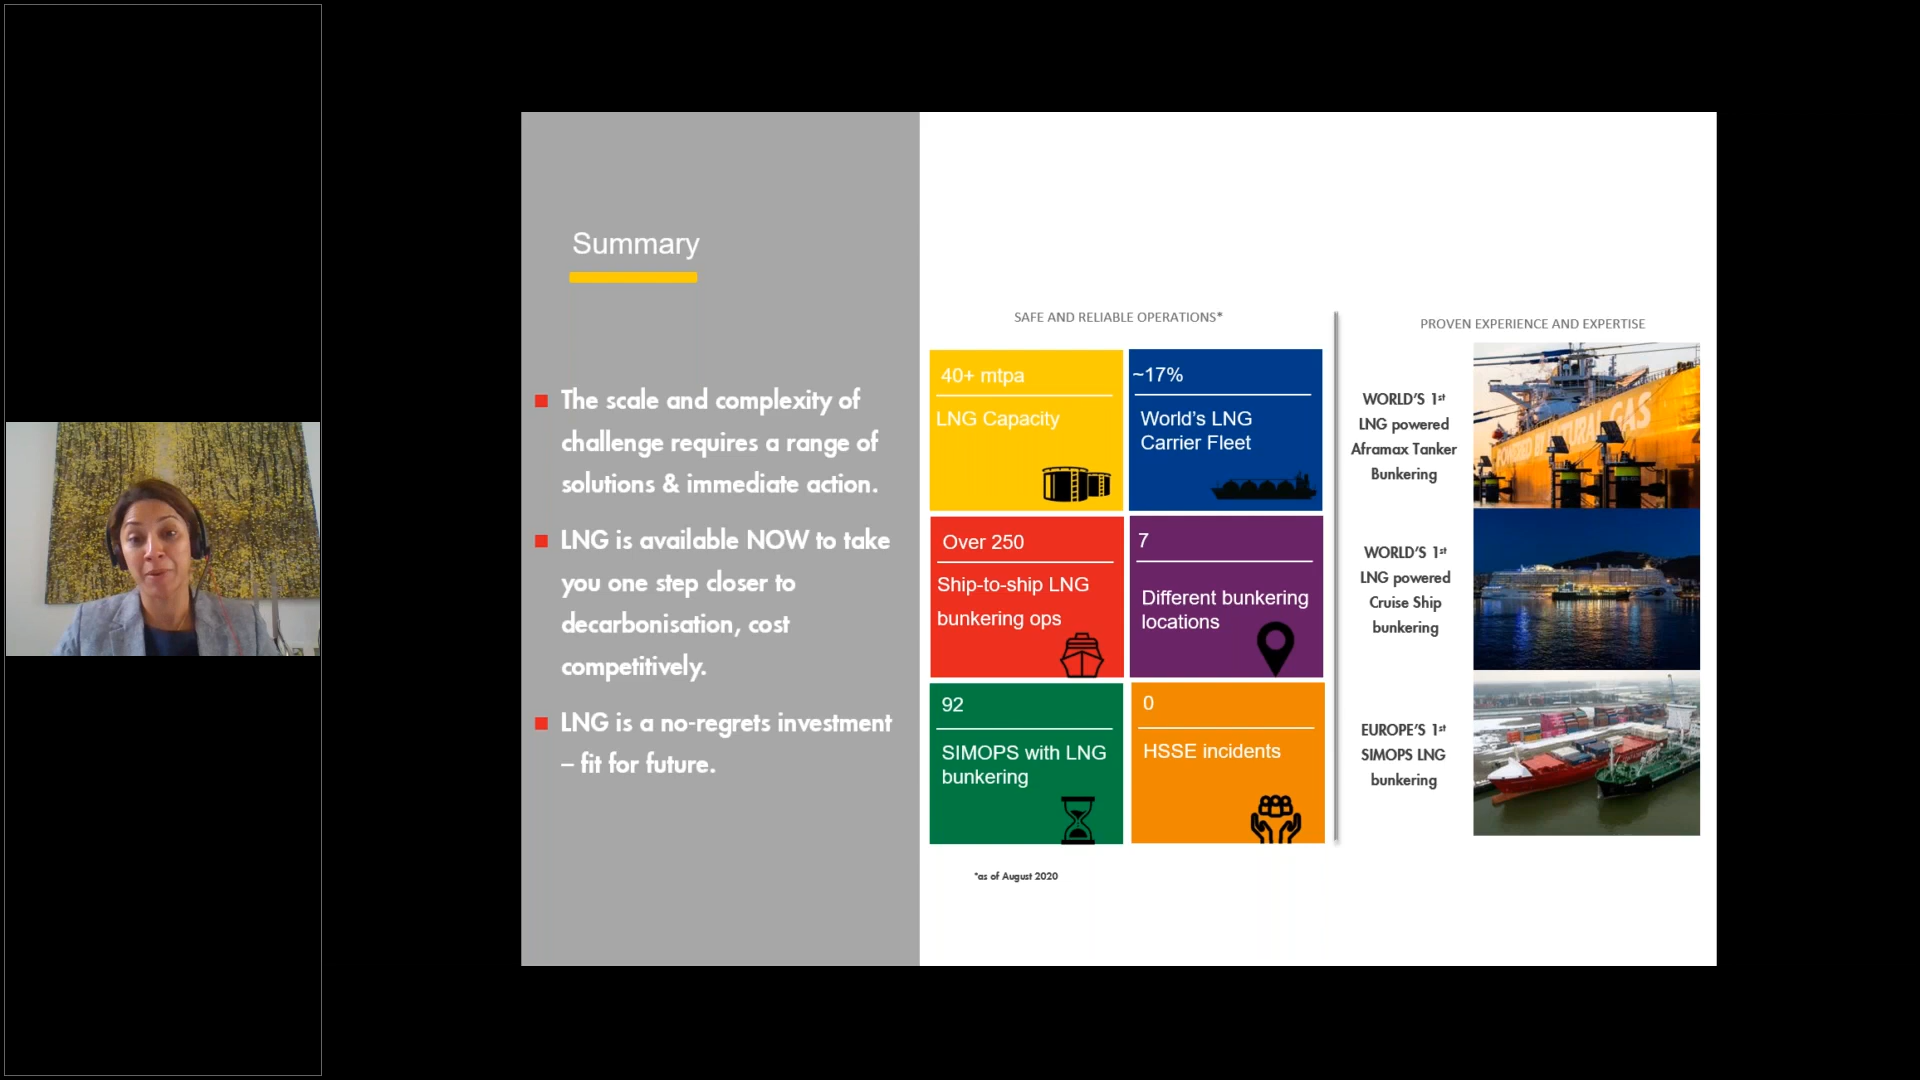 Summary
The scale and complexity of
challenge requires a range of
solutions & immediate action.
LNG is available NOW to take
you one step closer to
decarbonisation, cost
competitively.
LNG is a no-regrets investment
– fit for future.
SAFE AND RELIABLE OPERATIONS*
40+ mtpa
LNG Capacity
~17%
World's LNG
Carrier Fleet
Over 250
Ship-to-ship LNG
bunkering ops
7
Different bunkering
locations
92
SIMOPS with LNG
bunkering
0
HSSE incidents
*as of August 2020
PROVEN EXPERIENCE AND EXPERTISE
WORLD'S 1st
LNG powered
Aframax Tanker
Bunkering
POWERED BY NATURAL GAS
WORLD'S 1st
LNG powered
Cruise Ship
bunkering
EUROPE'S 1st
SIMOPS LNG
bunkering